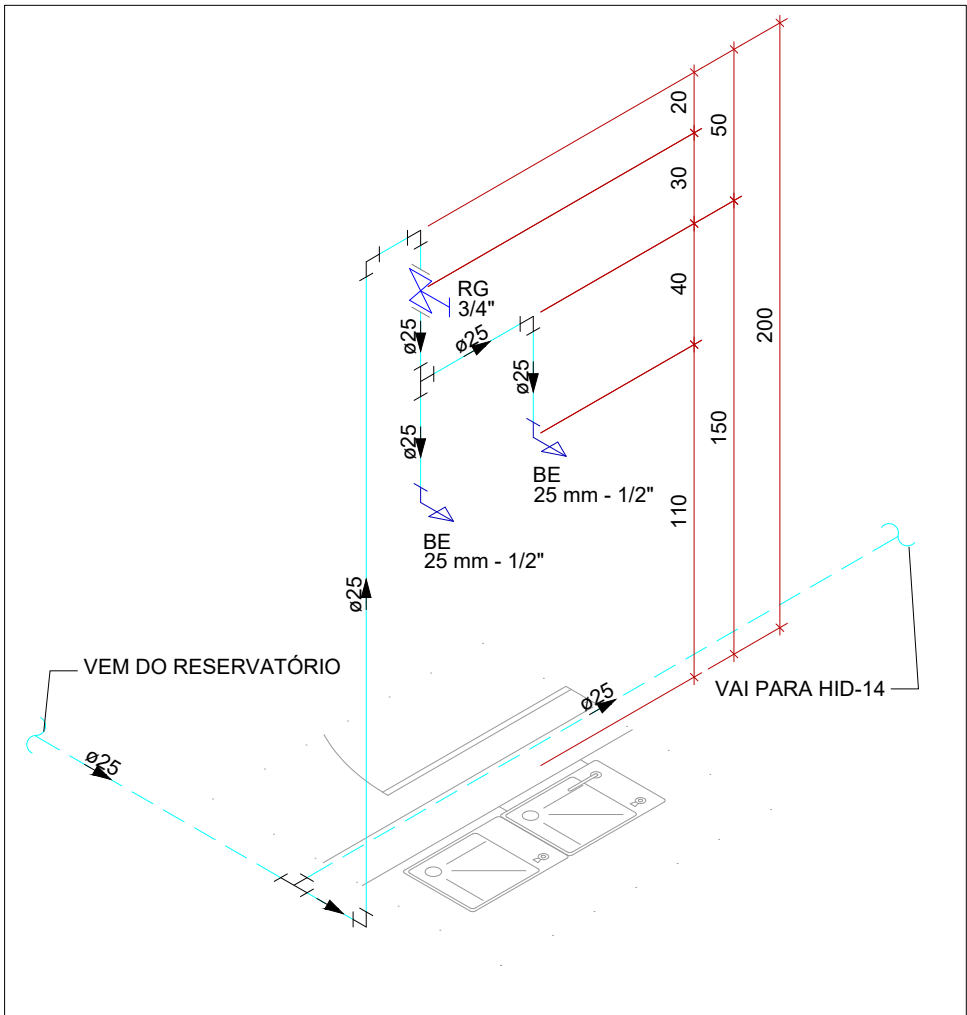 20
50
30
RG
3/4"
40
ø25
ø25
200
ø25
ø25
150
BE
25 mm - 1/2"
110
BE
25 mm - 1/2"
ø25
VEM DO RESERVATÓRIO
ø25
VAI PARA HID-14
ø25